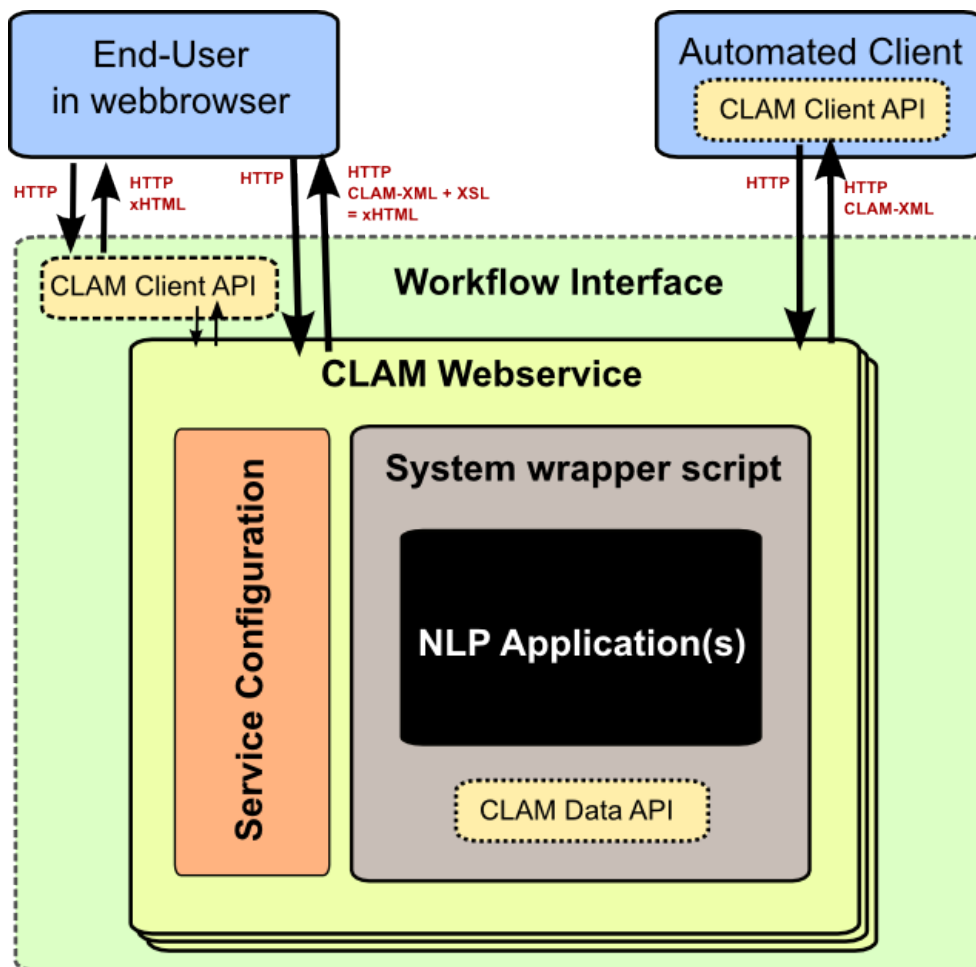 End-User
in webbrowser
Automated Client
CLAM Client API
HTTP
HTTP
xHTML
HTTP
HTTP
CLAM-XML + XSL
= xHTML
HTTP
HTTP
CLAM-XML
CLAM Client API
Workflow Interface
CLAM Webservice
Service Configuration
System wrapper script
NLP Application(s)
CLAM Data API